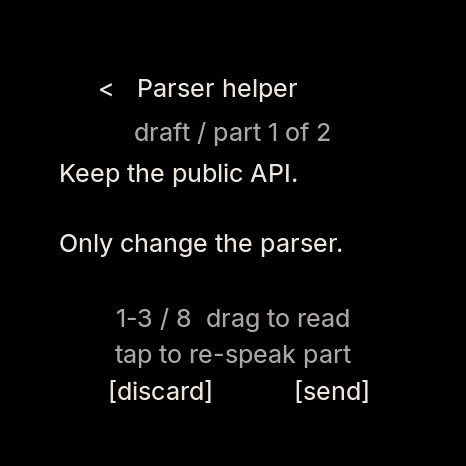 < Parser helper
draft / part 1 of 2
Keep the public API.
Only change the parser.
1-3 / 8 drag to read
tap to re-speak part
[discard] [send]